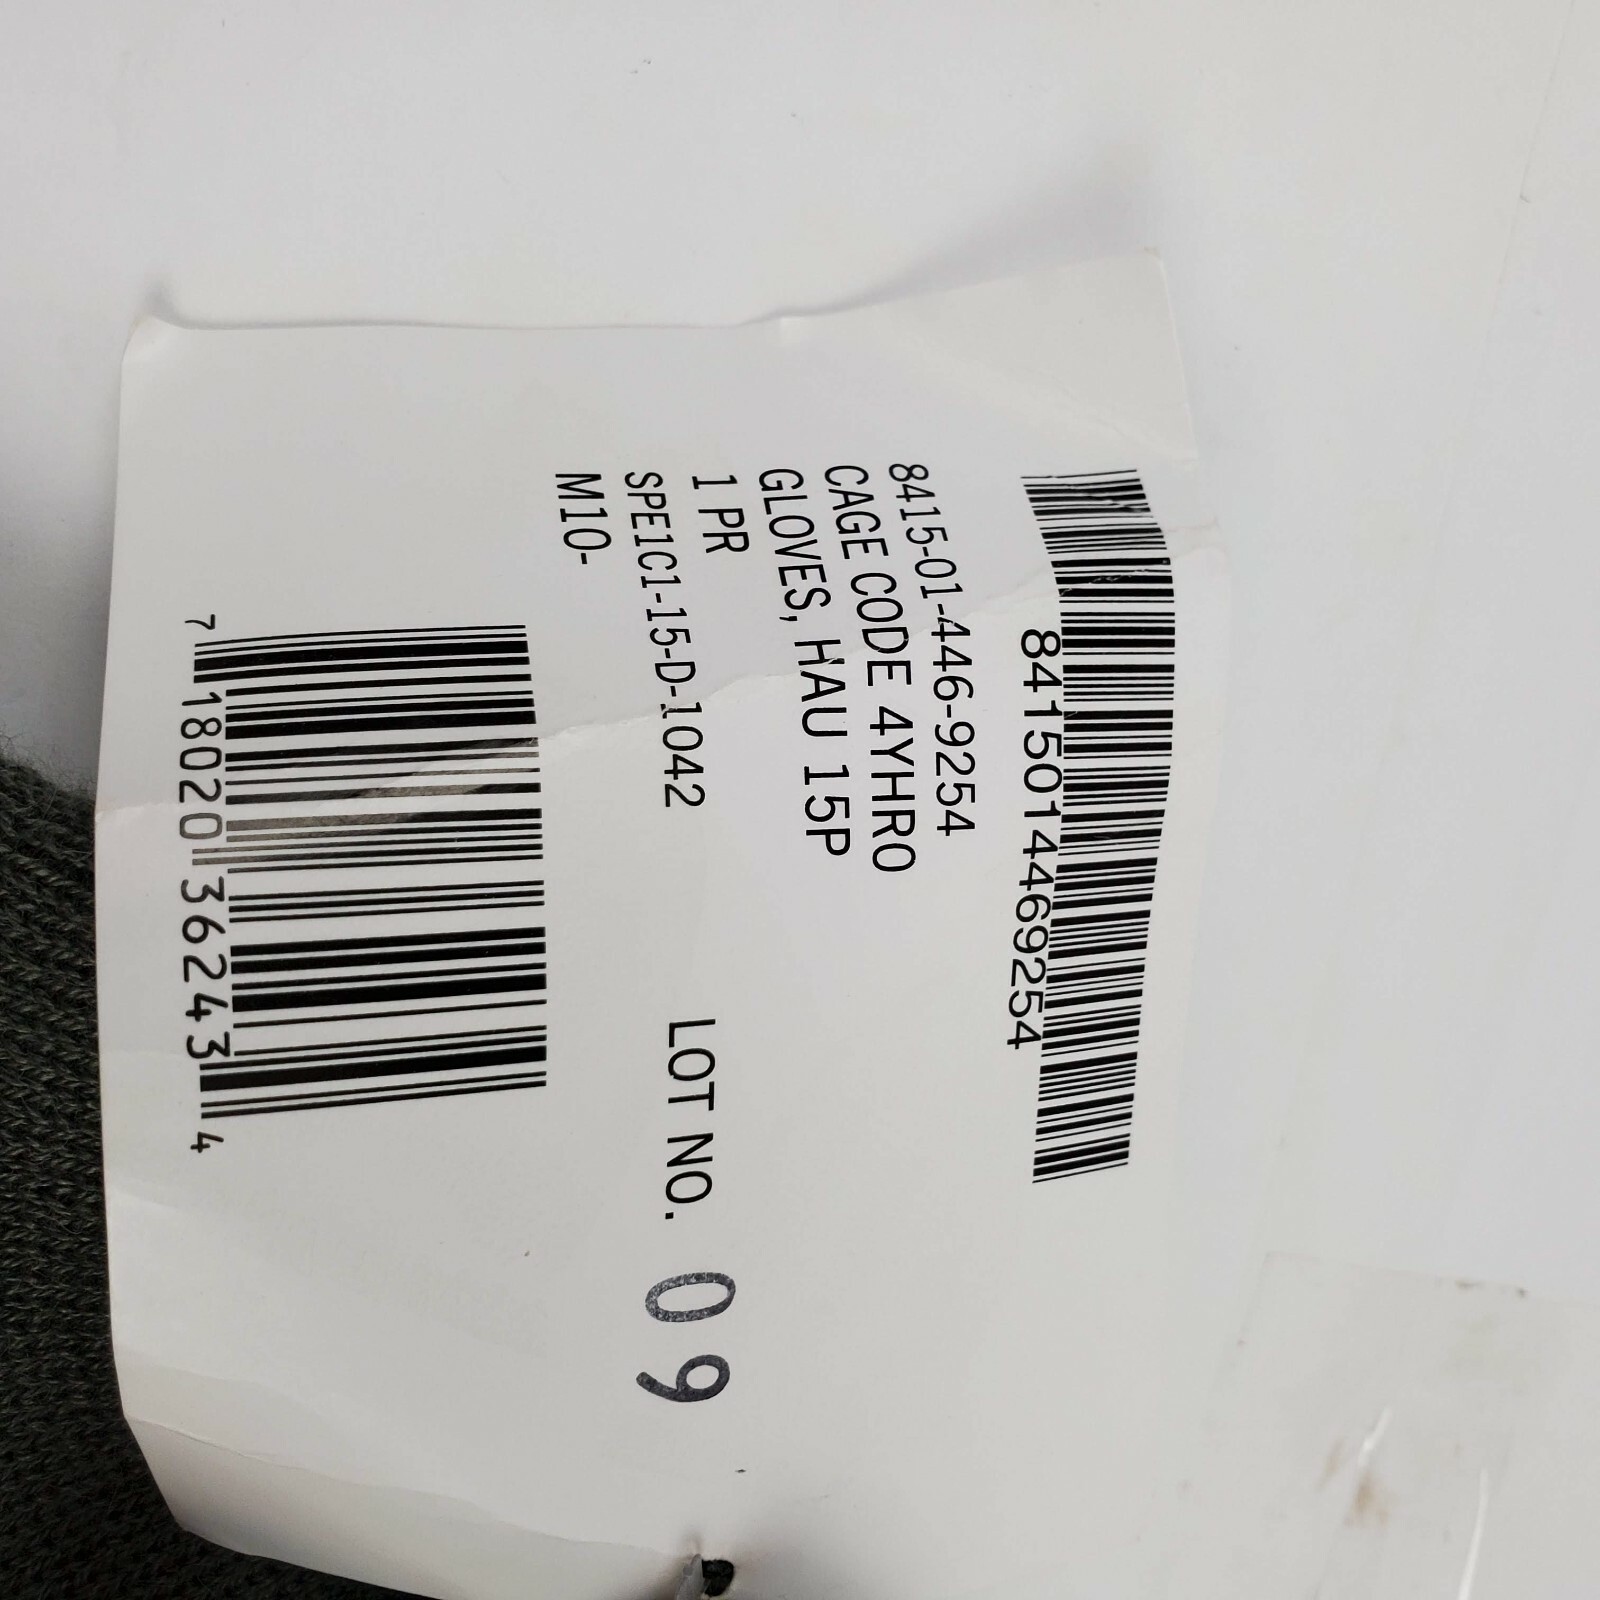 8415014469254
8415-01-446-9254
CAGE CODE 4YHR0
GLOVES, HAU 15P
1 PR
SPE1C1-15-D-1042 LOT NO. 09
M10-
7 18020 36243 4